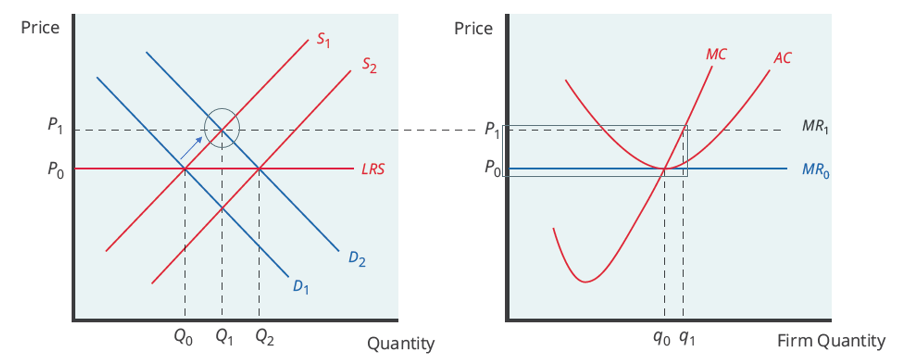 Price
S₁
S₂
P₁
P₀
LRS
D₂
D₁
Q₀ Q₁ Q₂
Quantity
Price
MC
AC
P₁
MR₁
P₀
MR₀
q₀ q₁
Firm Quantity